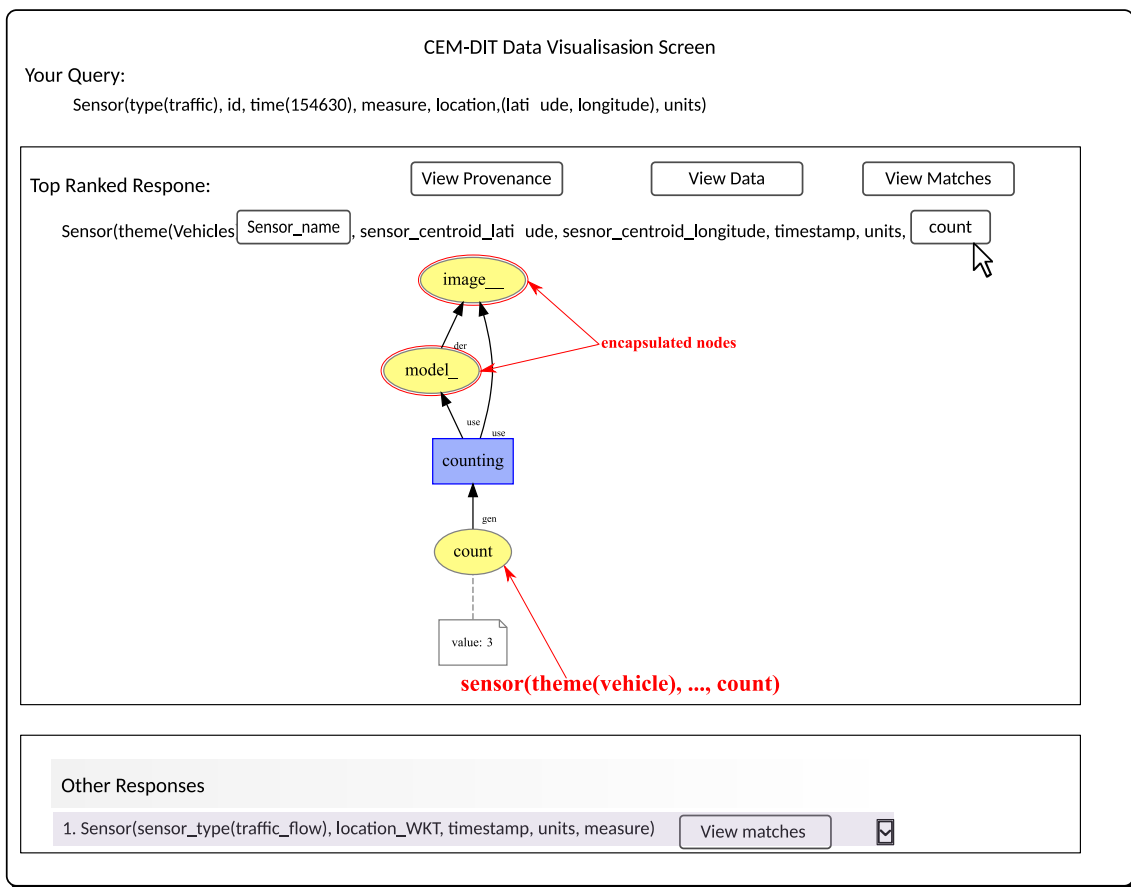 CEM-DIT Data Visualisasion Screen
Your Query:
Sensor(type(traffic), id, time(154630), measure, location,(lati ude, longitude), units)
Top Ranked Respone:
View Provenance
View Data
View Matches
Sensor(theme(Vehicles Sensor_name , sensor_centroid_lati ude, sesnor_centroid_longitude, timestamp, units, count
image__
encapsulated nodes
der
model_
use
use
counting
gen
count
value: 3
sensor(theme(vehicle), ..., count)
Other Responses
1. Sensor(sensor_type(traffic_flow), location_WKT, timestamp, units, measure) View matches